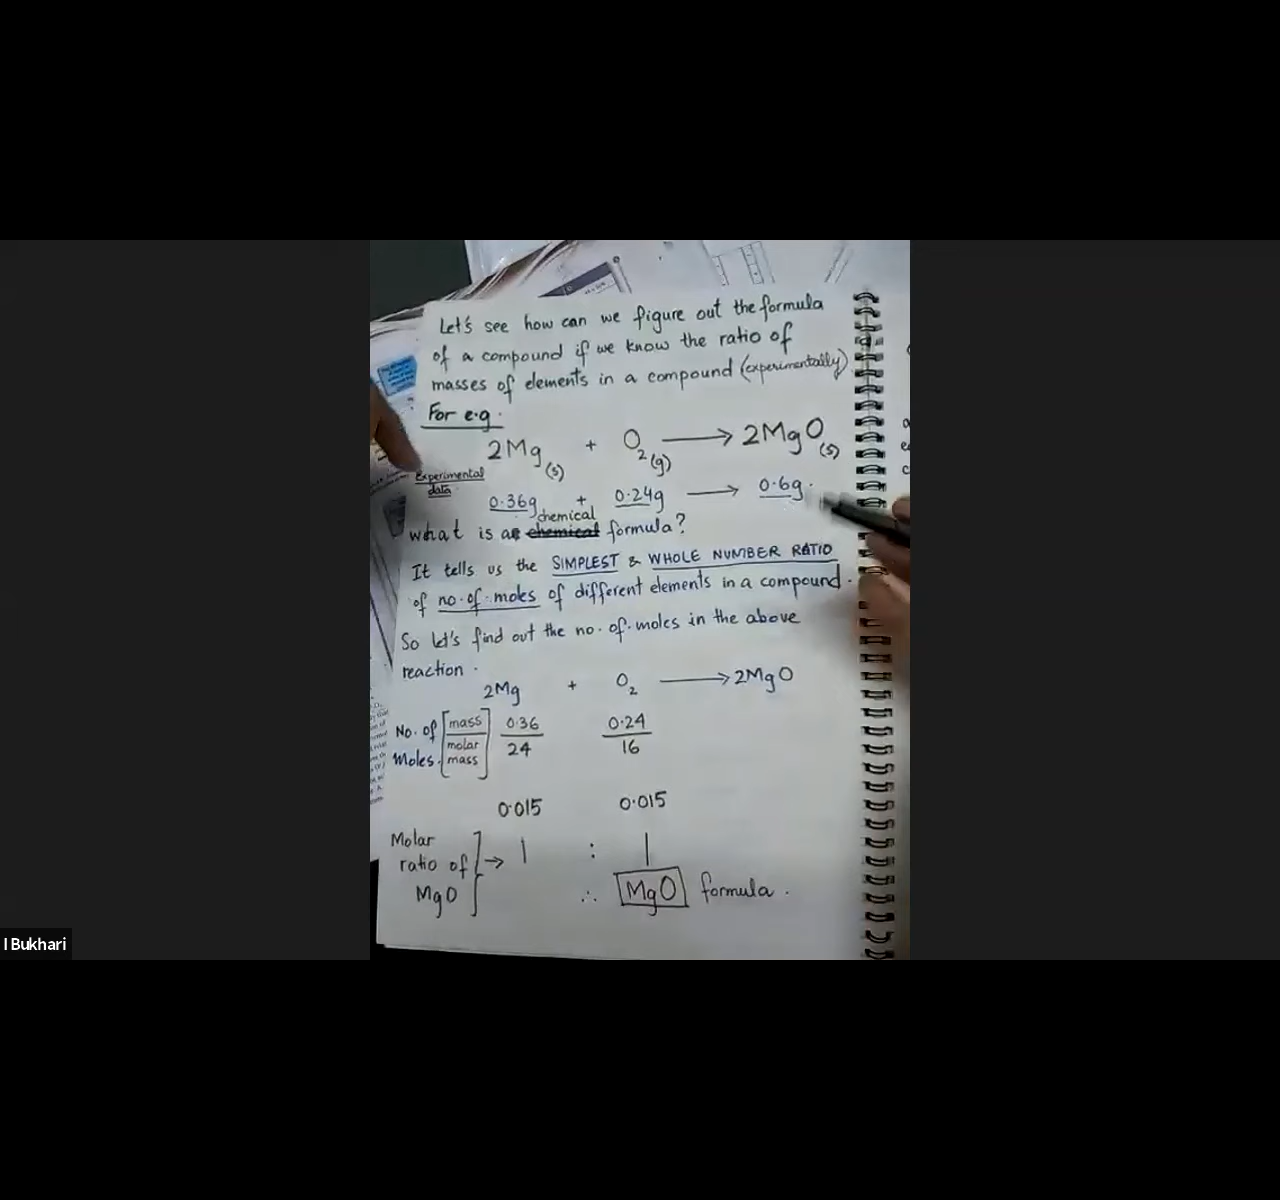 Let's see how can we figure out the formula
of a compound if we know the ratio of
masses of elements in a compound (experimentally)
For e.g.
2Mg(s) + O2(g) → 2MgO(s)
Experimental
data
0.36g + 0.24g → 0.6g.
chemical
what is a formula?
It tells us the SIMPLEST & WHOLE NUMBER RATIO
of no. of. moles of different elements in a compound.
So let's find out the no. of. moles in the above
reaction.
2Mg + O2 → 2MgO
No. of [mass 0.36 0.24
Moles. molar mass] 24 16
0.015 0.015
Molar
ratio of → 1 : 1
MgO ∴ MgO formula.
I Bukhari